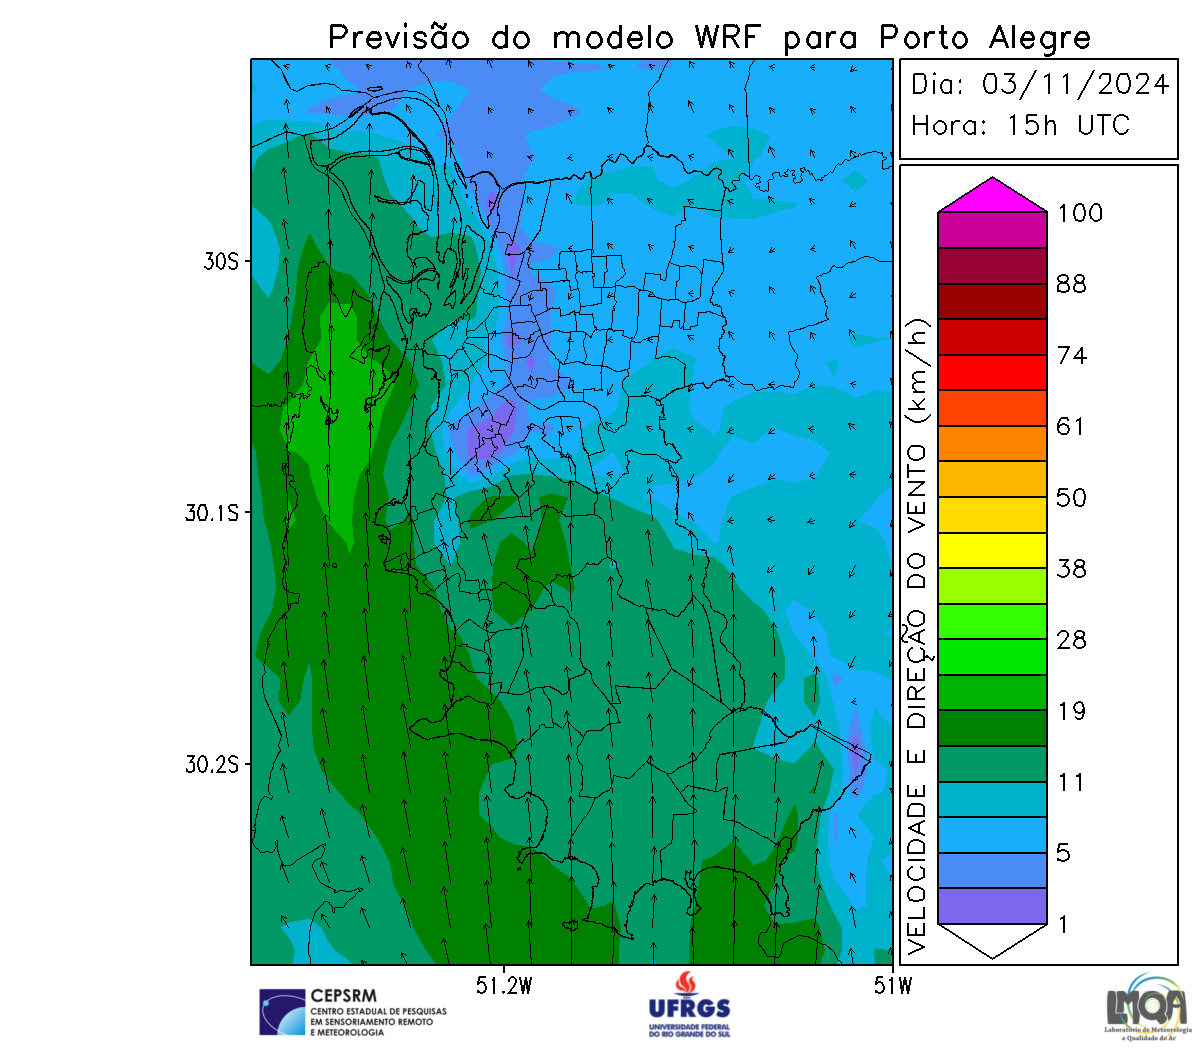 Previsão do modelo WRF para Porto Alegre
Dia: 03/11/2024
Hora: 15h UTC
30S
30.1S
30.2S
51.2W
51W
VELOCIDADE E DIREÇÃO DO VENTO (km/h)
100
88
74
61
50
38
28
19
11
5
1
CEPSRM
CENTRO ESTADUAL DE PESQUISAS
EM SENSORIAMENTO REMOTO
E METEOROLOGIA
UFRGS
UNIVERSIDADE FEDERAL
DO RIO GRANDE DO SUL
LMQA
Laboratório de Meteorologia
e Qualidade do Ar